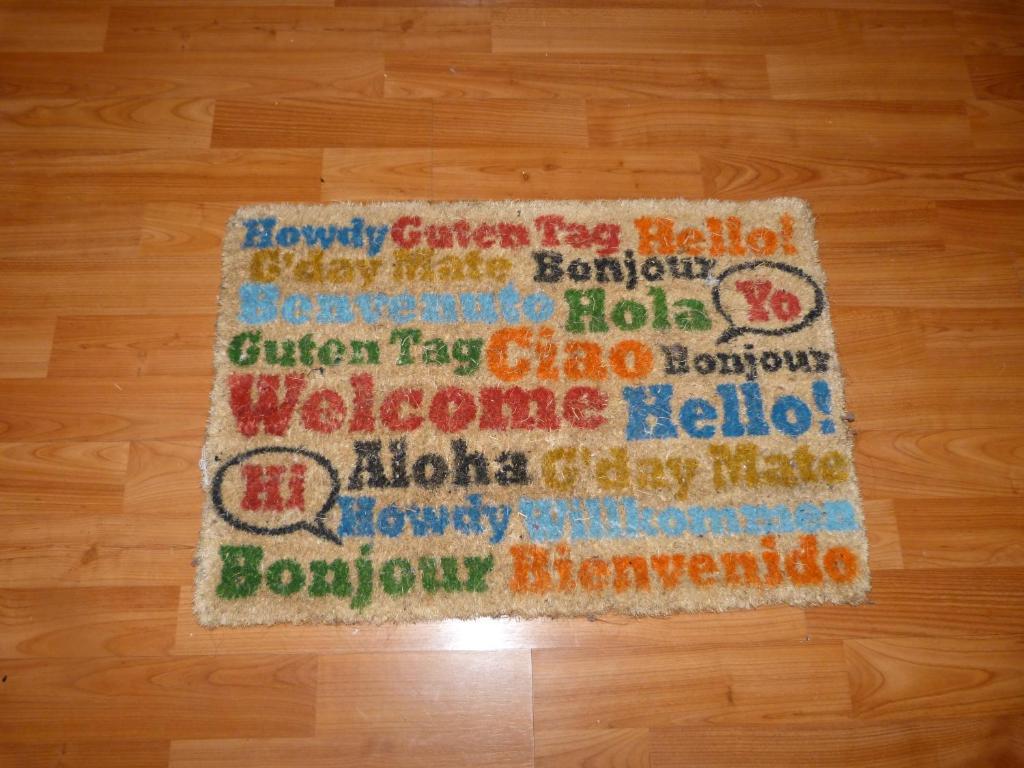 Howdy Guten Tag Hello!
G'day Mate Bonjour
Benvenuto Hola Yo
Guten Tag Ciao Bonjour
Welcome Hello!
Hi Aloha G'day Mate
Howdy Willkommen
Bonjour Bienvenido